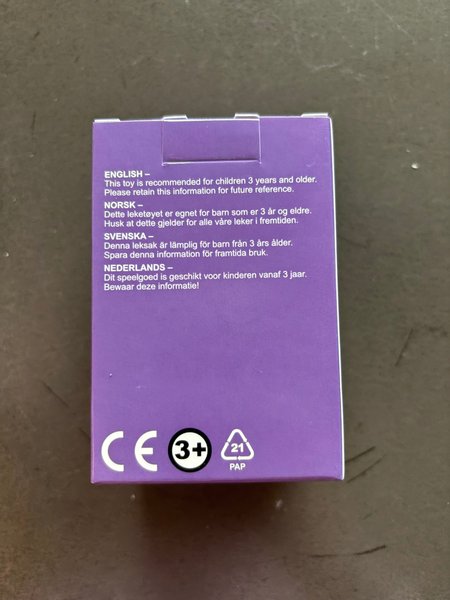 ENGLISH –
This toy is recommended for children 3 years and older.
Please retain this information for future reference.
NORSK –
Dette leketøyet er egnet for barn som er 3 år og eldre.
Husk at dette gjelder for alle våre leker i fremtiden.
SVENSKA –
Denna leksak är lämplig för barn från 3 års ålder.
Spara denna information för framtida bruk.
NEDERLANDS –
Dit speelgoed is geschikt voor kinderen vanaf 3 jaar.
Bewaar deze informatie!
CE 3+ 21
PAP